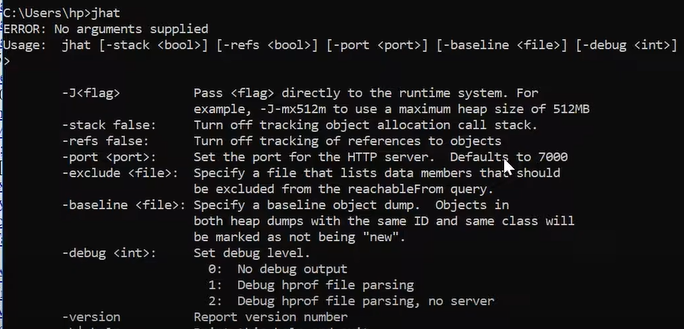 C:\Users\hp>jhat
ERROR: No arguments supplied
Usage:  jhat [-stack <bool>] [-refs <bool>] [-port <port>] [-baseline <file>] [-debug <int>]
>
        -J<flag>          Pass <flag> directly to the runtime system. For
                          example, -J-mx512m to use a maximum heap size of 512MB
        -stack false:     Turn off tracking object allocation call stack.
        -refs false:      Turn off tracking of references to objects
        -port <port>:     Set the port for the HTTP server.  Defaults to 7000
        -exclude <file>:  Specify a file that lists data members that should
                          be excluded from the reachableFrom query.
        -baseline <file>: Specify a baseline object dump.  Objects in
                          both heap dumps with the same ID and same class will
                          be marked as not being "new".
        -debug <int>:     Set debug level.
                            0:  No debug output
                            1:  Debug hprof file parsing
                            2:  Debug hprof file parsing, no server
        -version          Report version number